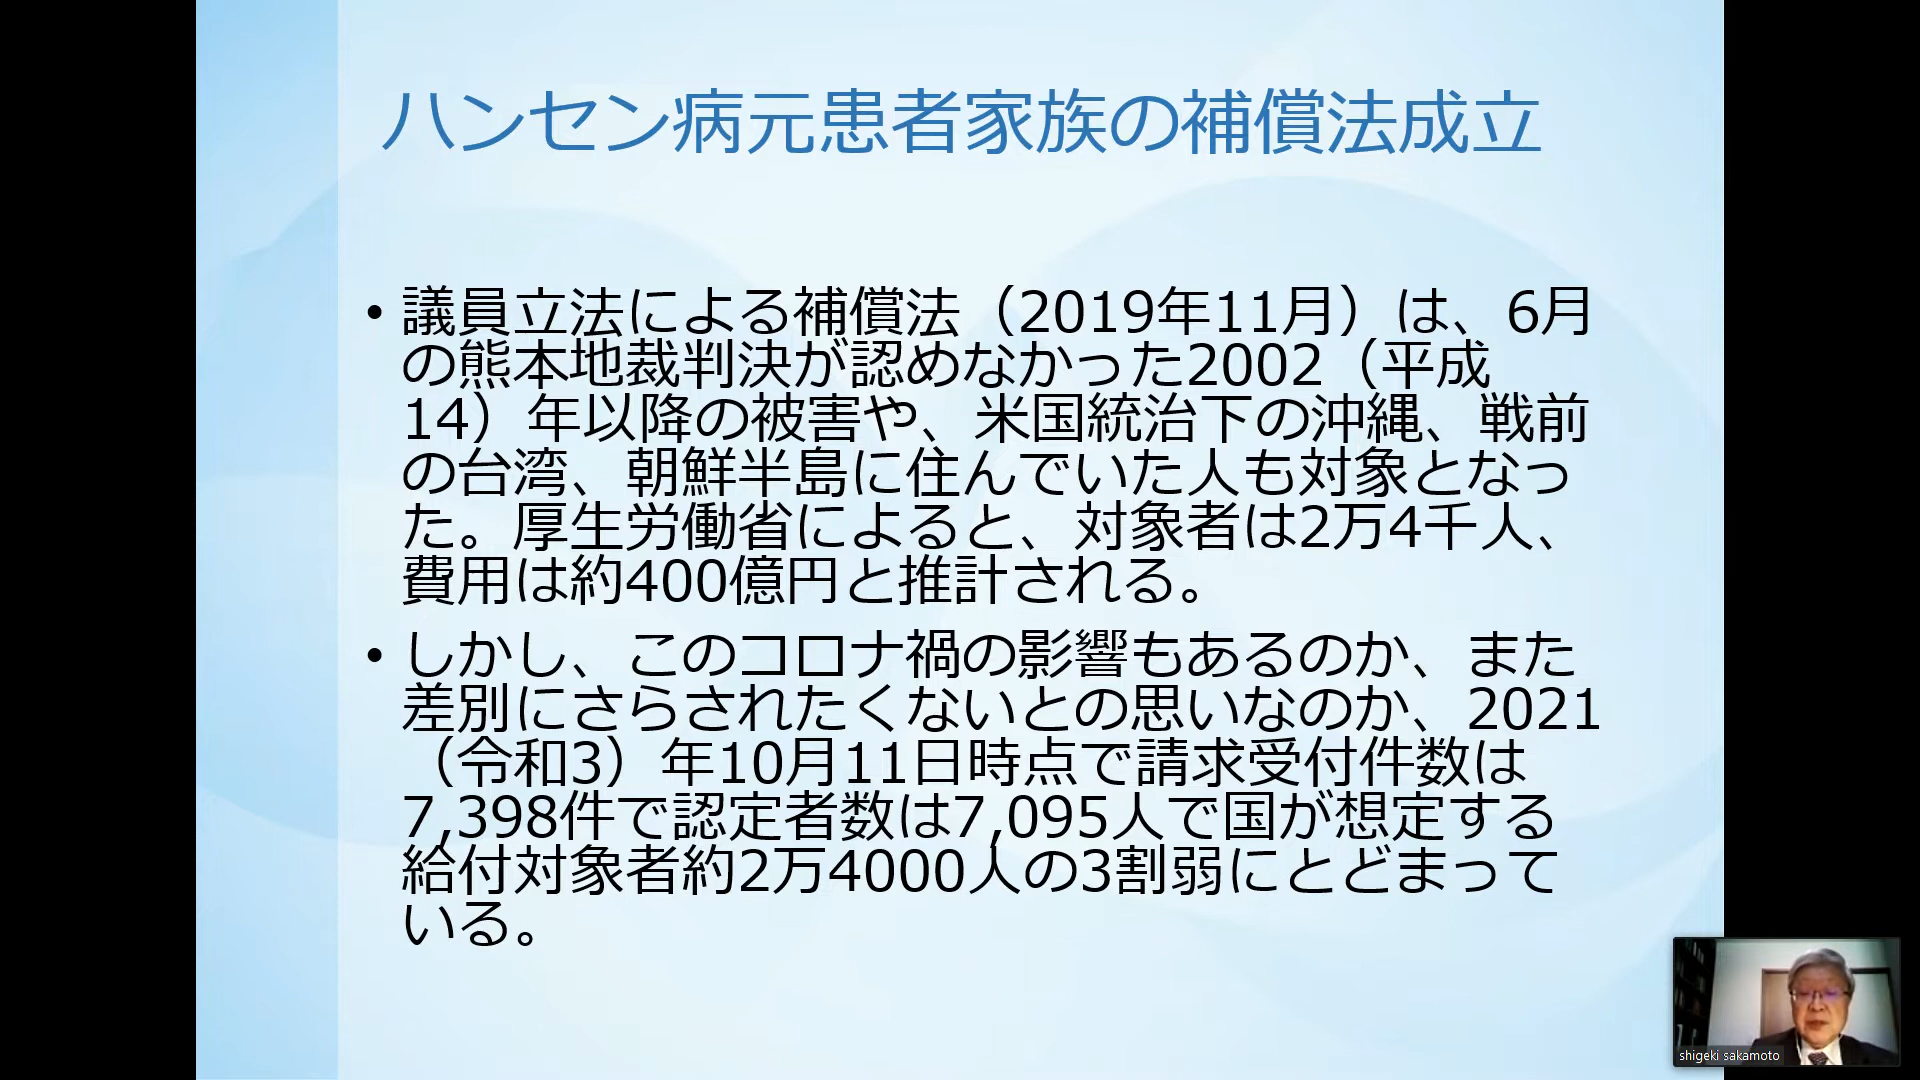 ハンセン病元患者家族の補償法成立
• 議員立法による補償法（2019年11月）は、6月
の熊本地裁判決が認めなかった2002（平成
14）年以降の被害や、米国統治下の沖縄、戦前
の台湾、朝鮮半島に住んでいた人も対象となっ
た。厚生労働省によると、対象者は2万4千人、
費用は約400億円と推計される。
• しかし、このコロナ禍の影響もあるのか、また
差別にさらされたくないとの思いなのか、2021
（令和3）年10月11日時点で請求受付件数は
7,398件で認定者数は7,095人で国が想定する
給付対象者約2万4000人の3割弱にとどまって
いる。
shigeki sakamoto